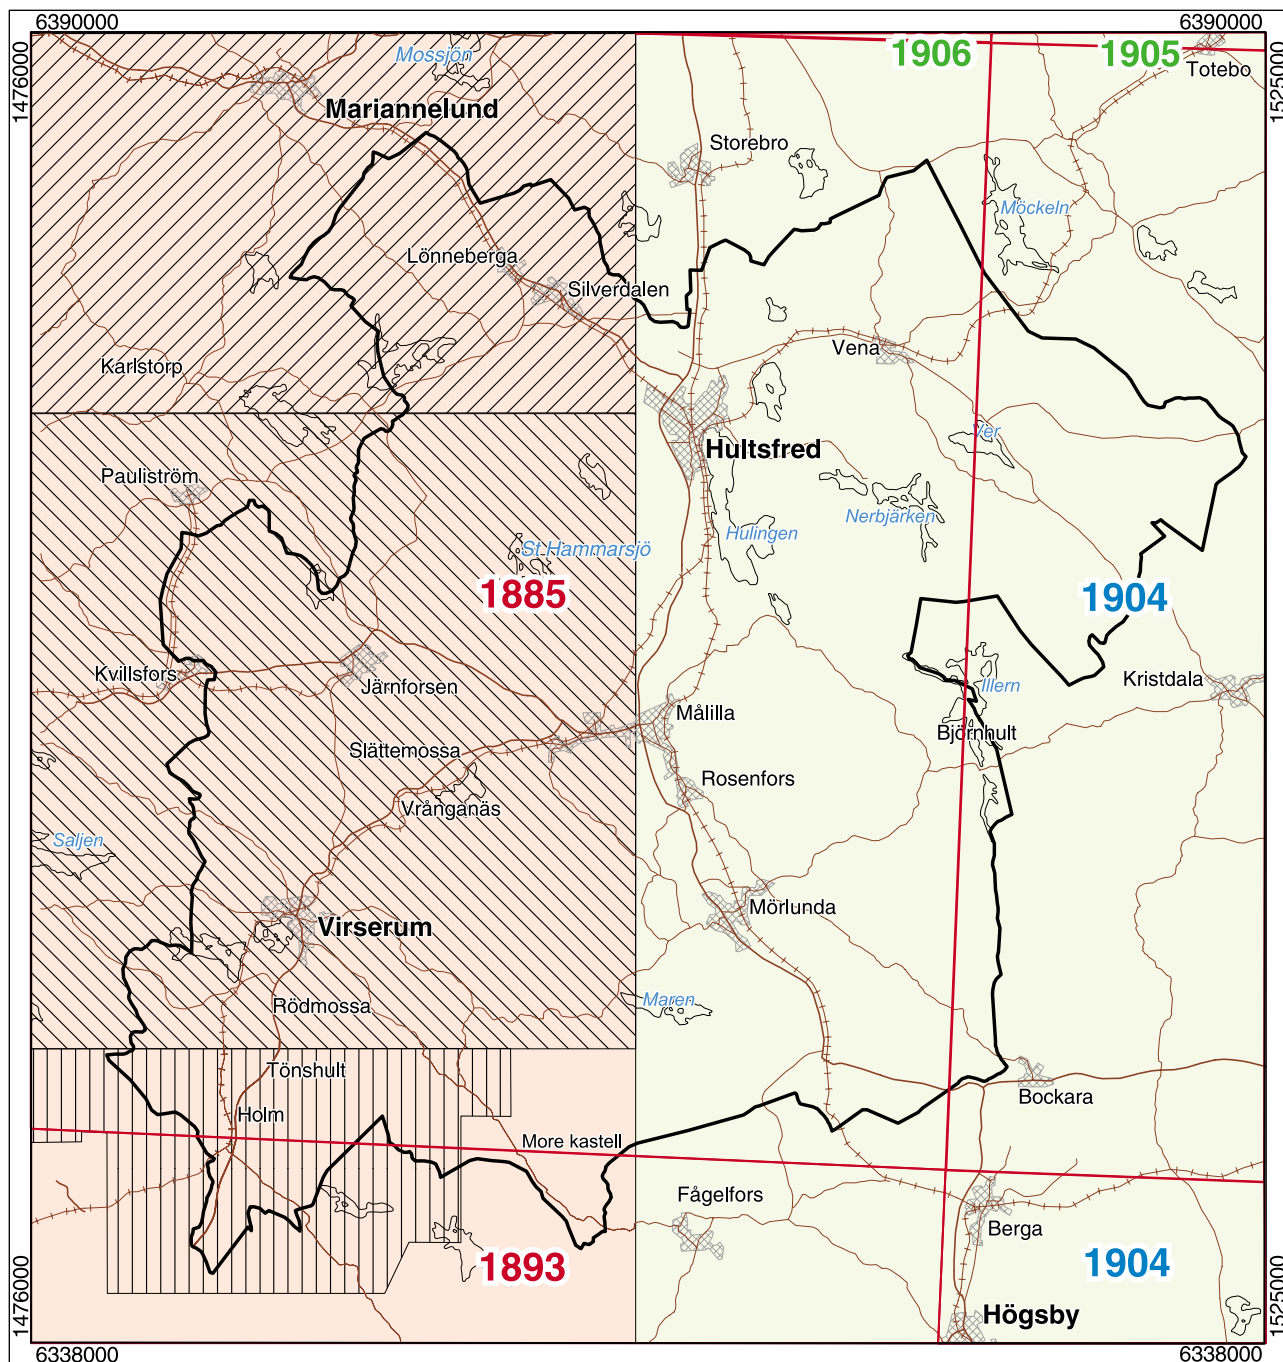 6390000
6390000
1476000
1525000
Mossjön
1906
1905
Totebo
Mariannelund
Storebro
Möckeln
Lönneberga
Silverdalen
Vena
Karlstorp
Ver
Hultsfred
Pauliström
Nerbjärken
Hulingen
St Hammarsjö
1885
1904
Kvillsfors
Järnforsen
Illern
Kristdala
Målilla
Björnhult
Slättemossa
Rosenfors
Vrånganäs
Saljen
Mörlunda
Virserum
Maren
Rödmossa
Tönshult
Bockara
Holm
More kastell
Fågelfors
Berga
1893
1904
Högsby
1476000
1525000
6338000
6338000